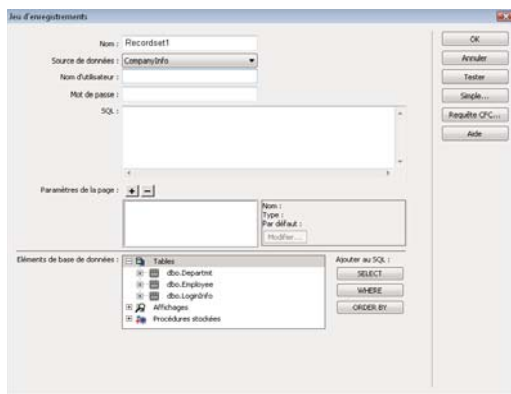 Jeu d'enregistrements
Nom : Recordset1
Source de données : CompanyInfo
Nom d'utilisateur :
Mot de passe :
SQL :
Paramètres de la page :
Nom :
Type :
Par défaut :
Modifier...
Eléments de base de données :
Tables
dbo.Departmt
dbo.Employee
dbo.LoginInfo
Affichages
Procédures stockées
Ajouter au SQL :
SELECT
WHERE
ORDER BY
OK
Annuler
Tester
Simple...
Requête CFC...
Aide